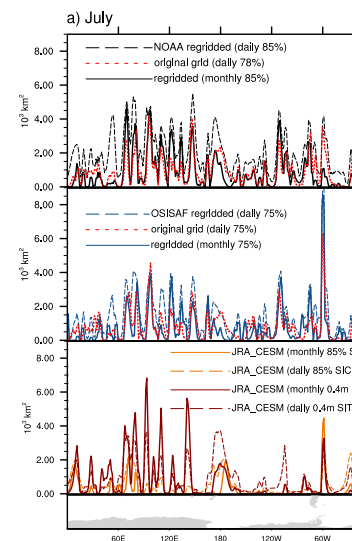 a) July
8.00
NOAA regridded (daily 85%)
original grid (daily 78%)
regridded (monthly 85%)
6.00
10³ km²
4.00
2.00
0.00
OSISAF regridded (daily 75%)
original grid (daily 75%)
regridded (monthly 75%)
8.00
6.00
10³ km²
4.00
2.00
0.00
JRA_CESM (monthly 85% S
JRA_CESM (daily 85% SIC
JRA_CESM (monthly 0.4m S
JRA_CESM (daily 0.4m SIT
8.00
6.00
10³ km²
4.00
2.00
0.00
60E 120E 180 120W 60W